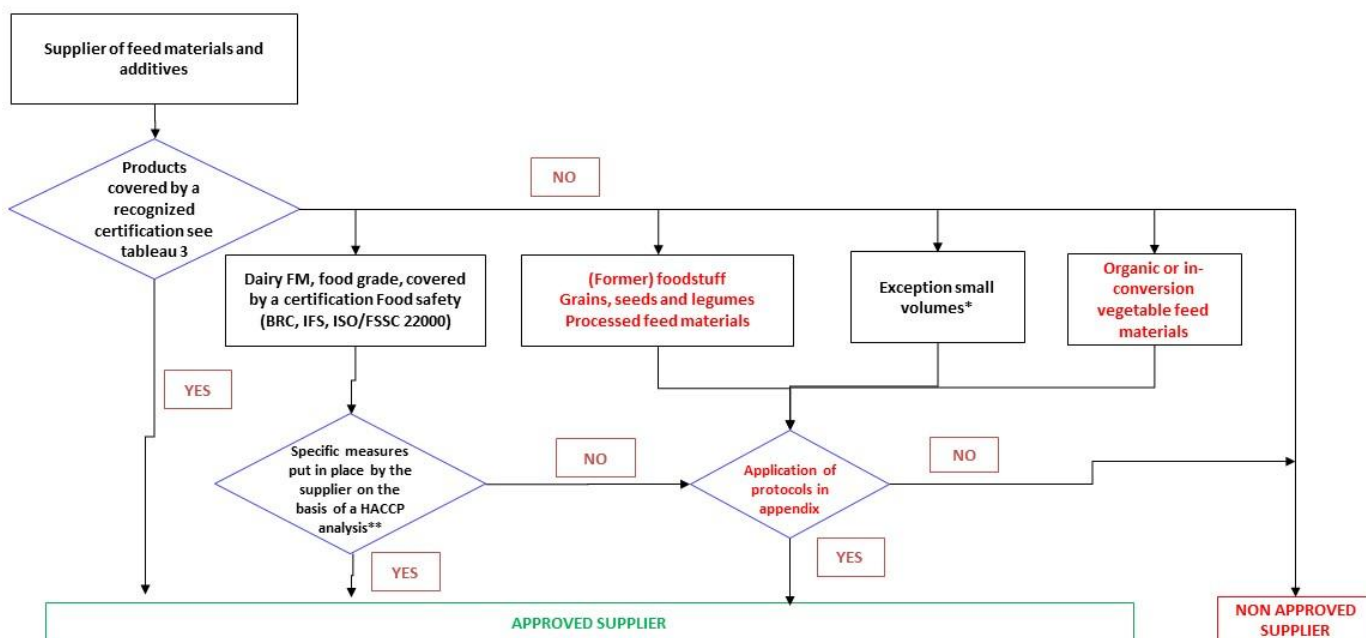 Supplier of feed materials and
additives
Products
covered by a
recognized
certification see
tableau 3
NO
Dairy FM, food grade, covered
by a certification Food safety
(BRC, IFS, ISO/FSSC 22000)
(Former) foodstuff
Grains, seeds and legumes
Processed feed materials
Exception small
volumes*
Organic or in-
conversion
vegetable feed
materials
YES
Specific measures
put in place by the
supplier on the
basis of a HACCP
analysis**
NO
Application of
protocols in
appendix
NO
YES
YES
APPROVED SUPPLIER
NON APPROVED
SUPPLIER